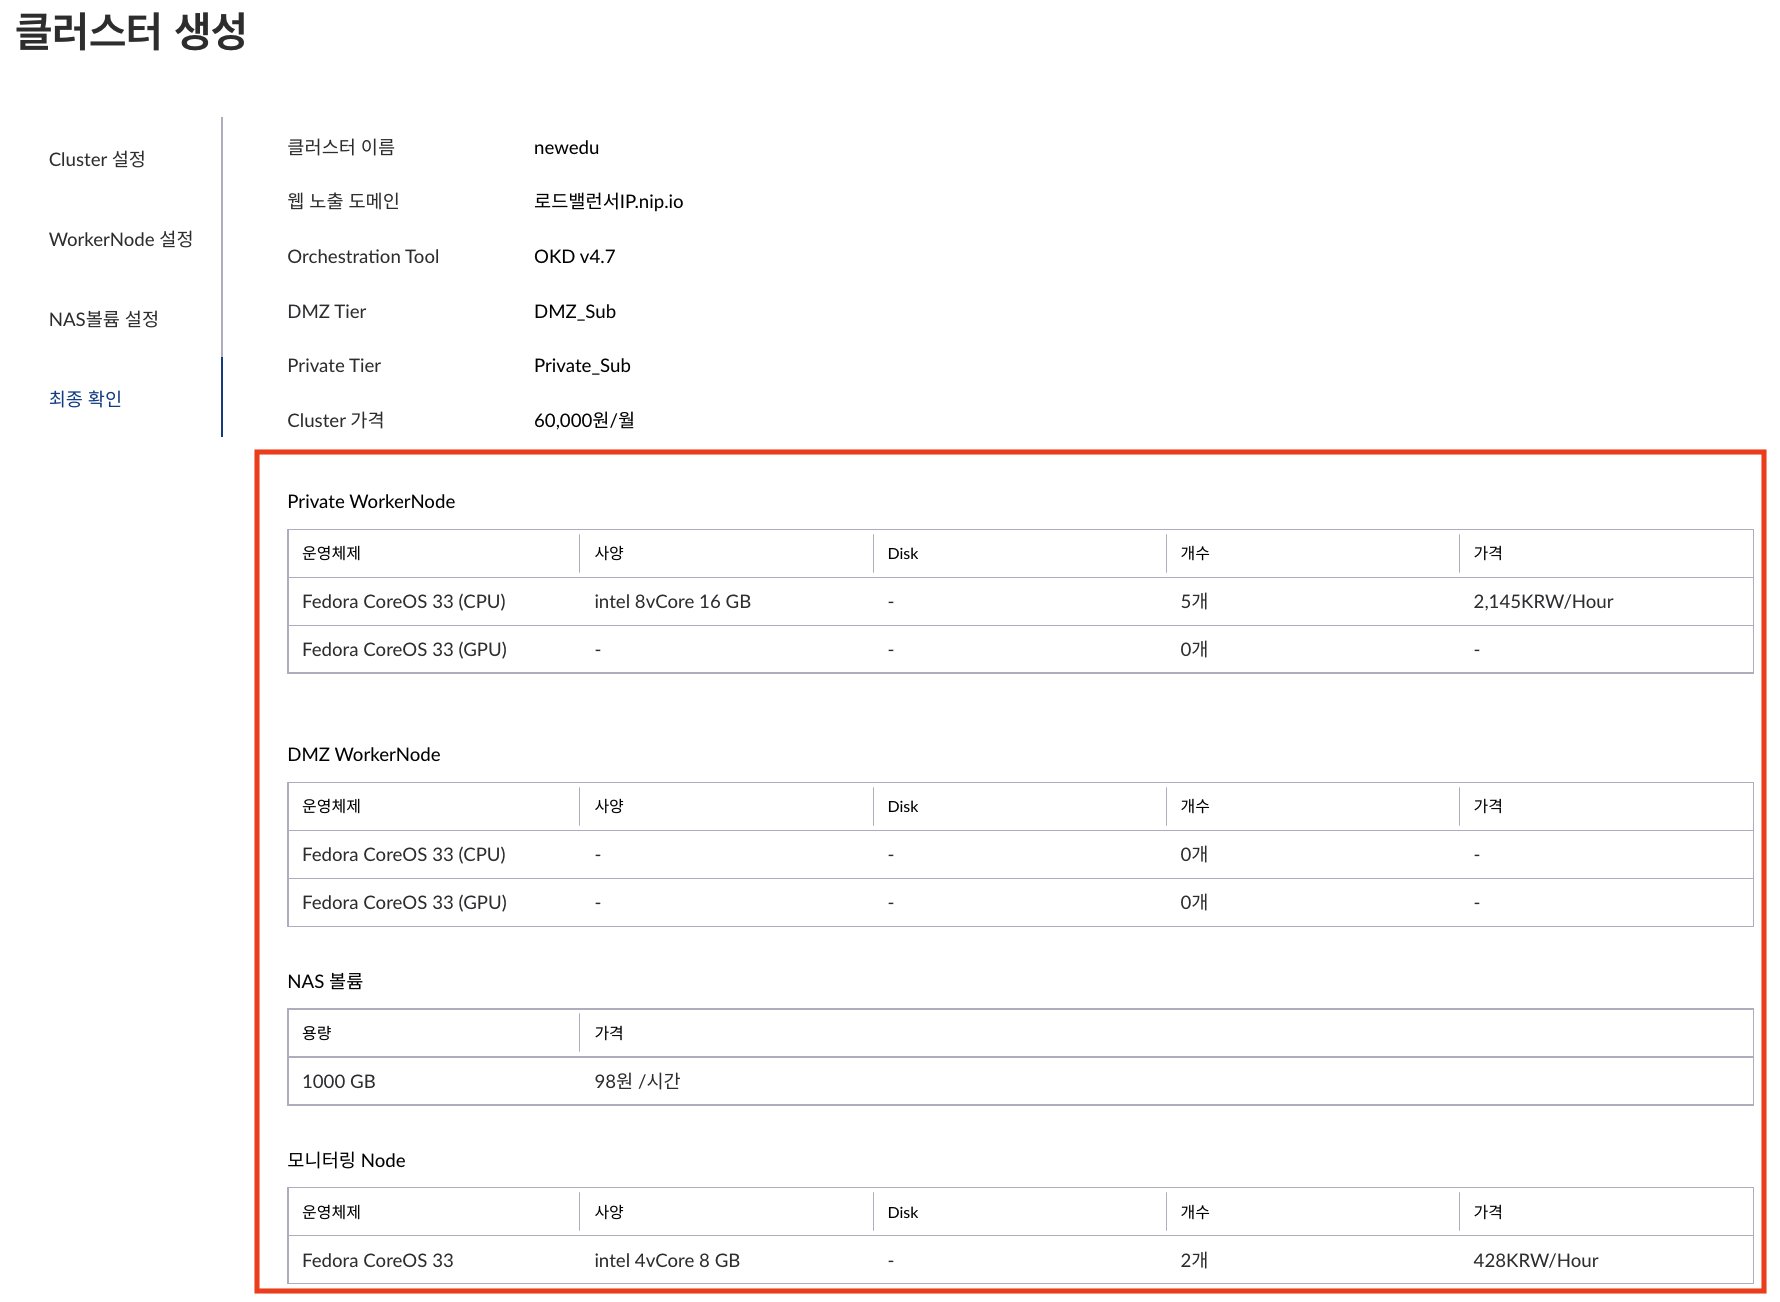 클러스터 생성
Cluster 설정
WorkerNode 설정
NAS볼륨 설정
최종 확인
클러스터 이름 newedu
웹 노출 도메인 로드밸런서IP.nip.io
Orchestration Tool OKD v4.7
DMZ Tier DMZ_Sub
Private Tier Private_Sub
Cluster 가격 60,000원/월
Private WorkerNode
운영체제 사양 Disk 개수 가격
Fedora CoreOS 33 (CPU) intel 8vCore 16 GB - 5개 2,145KRW/Hour
Fedora CoreOS 33 (GPU) - - 0개 -
DMZ WorkerNode
운영체제 사양 Disk 개수 가격
Fedora CoreOS 33 (CPU) - - 0개 -
Fedora CoreOS 33 (GPU) - - 0개 -
NAS 볼륨
용량 가격
1000 GB 98원 /시간
모니터링 Node
운영체제 사양 Disk 개수 가격
Fedora CoreOS 33 intel 4vCore 8 GB - 2개 428KRW/Hour